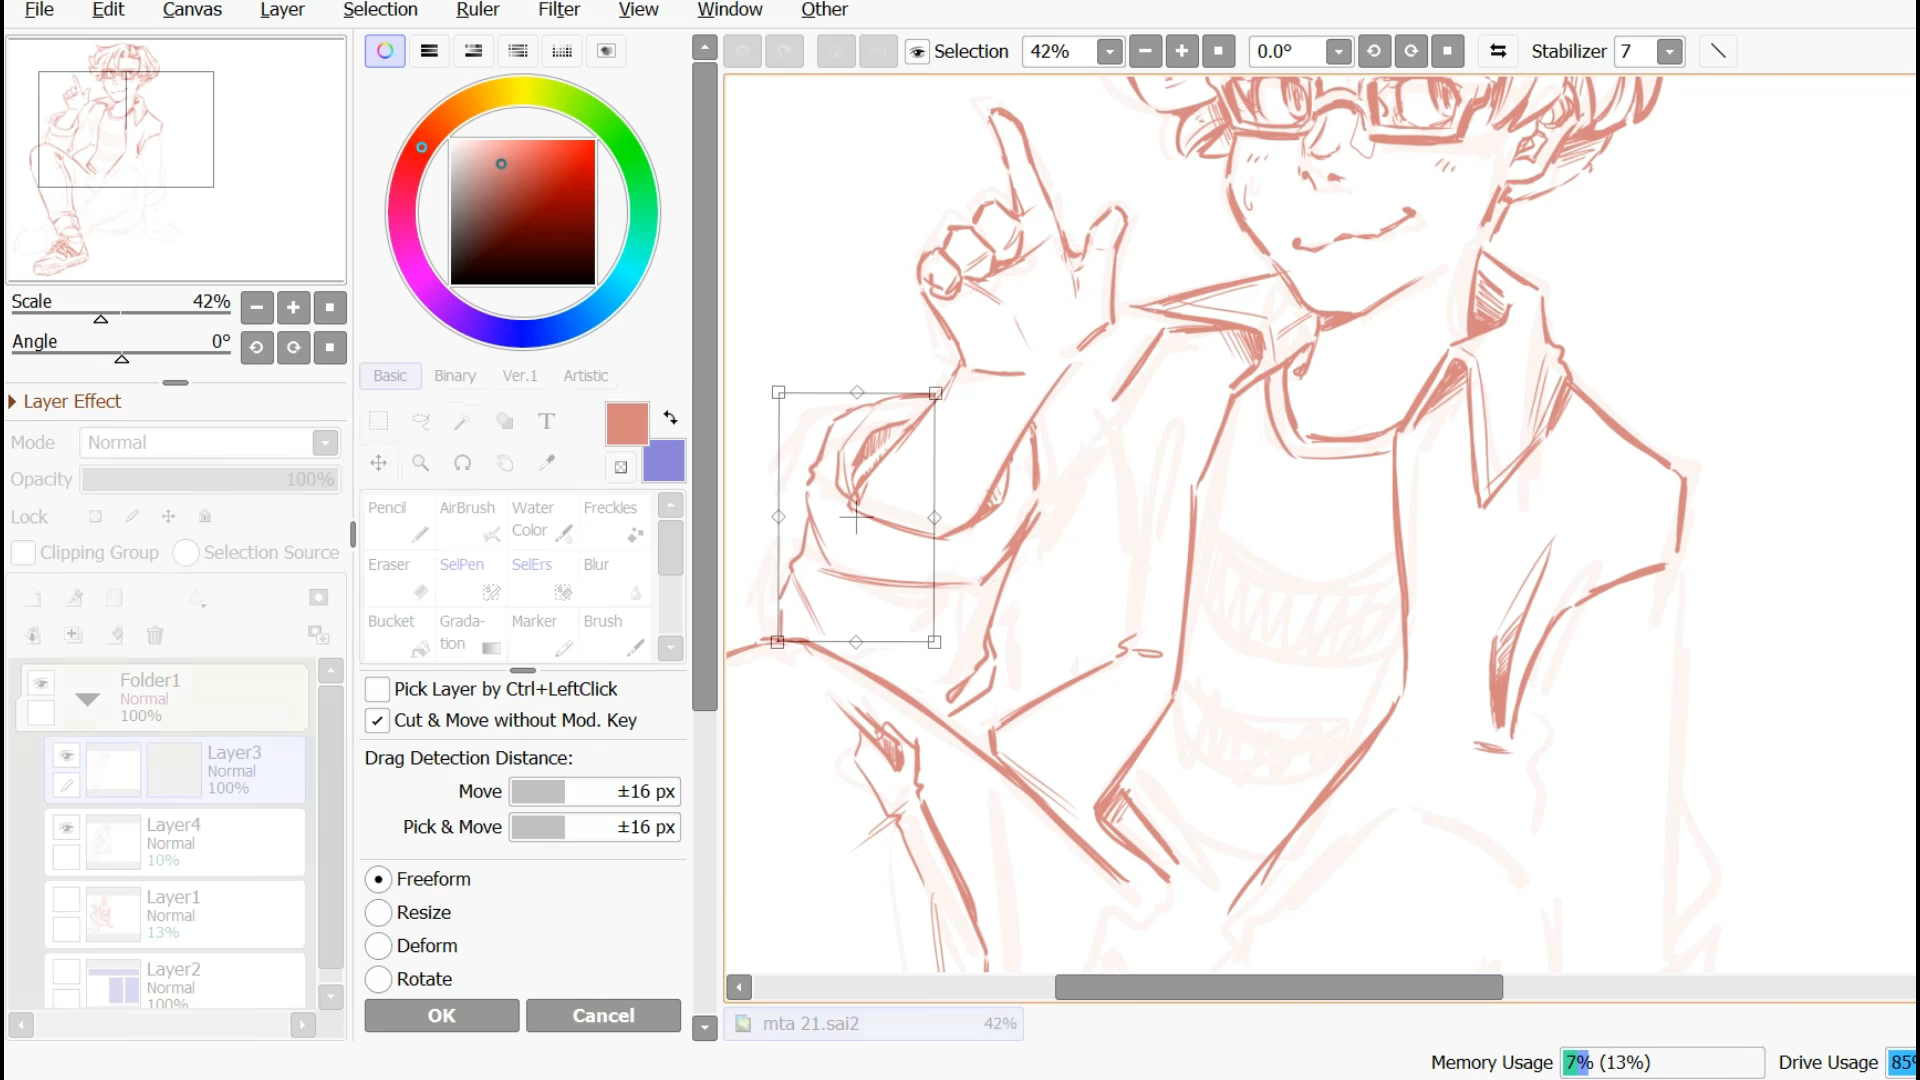 File Edit Canvas Layer Selection Ruler Filter View Window Other
Selection 42% 0.0° Stabilizer 7
Scale 42%
Angle 0°
Layer Effect
Mode Normal
Opacity 100%
Lock
Clipping Group Selection Source
Folder1
Normal
100%
Layer3
Normal
100%
Layer4
Normal
10%
Layer1
Normal
13%
Layer2
Normal
100%
Basic Binary Ver.1 Artistic
T
Pencil AirBrush Water Color Freckles
Eraser SelPen SelErs Blur
Bucket Grada-tion Marker Brush
Pick Layer by Ctrl+LeftClick
Cut & Move without Mod. Key
Drag Detection Distance:
Move ±16 px
Pick & Move ±16 px
Freeform
Resize
Deform
Rotate
OK Cancel
mta 21.sai2 42%
Memory Usage 7% (13%) Drive Usage 85%